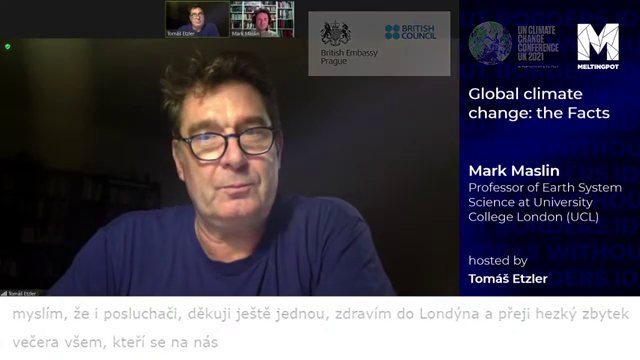 Tomáš Etzler
Mark Maslin
British Embassy
Prague
BRITISH
COUNCIL
UN CLIMATE
CHANGE
CONFERENCE
UK 2021
MELTINGPOT
Global climate
change: the Facts
Mark Maslin
Professor of Earth System
Science at University
College London (UCL)
hosted by
Tomáš Etzler
Tomáš Etzler
myslím, že i posluchači, děkuji ještě jednou, zdravím do Londýna a přeji hezký zbytek
večera všem, kteří se na nás